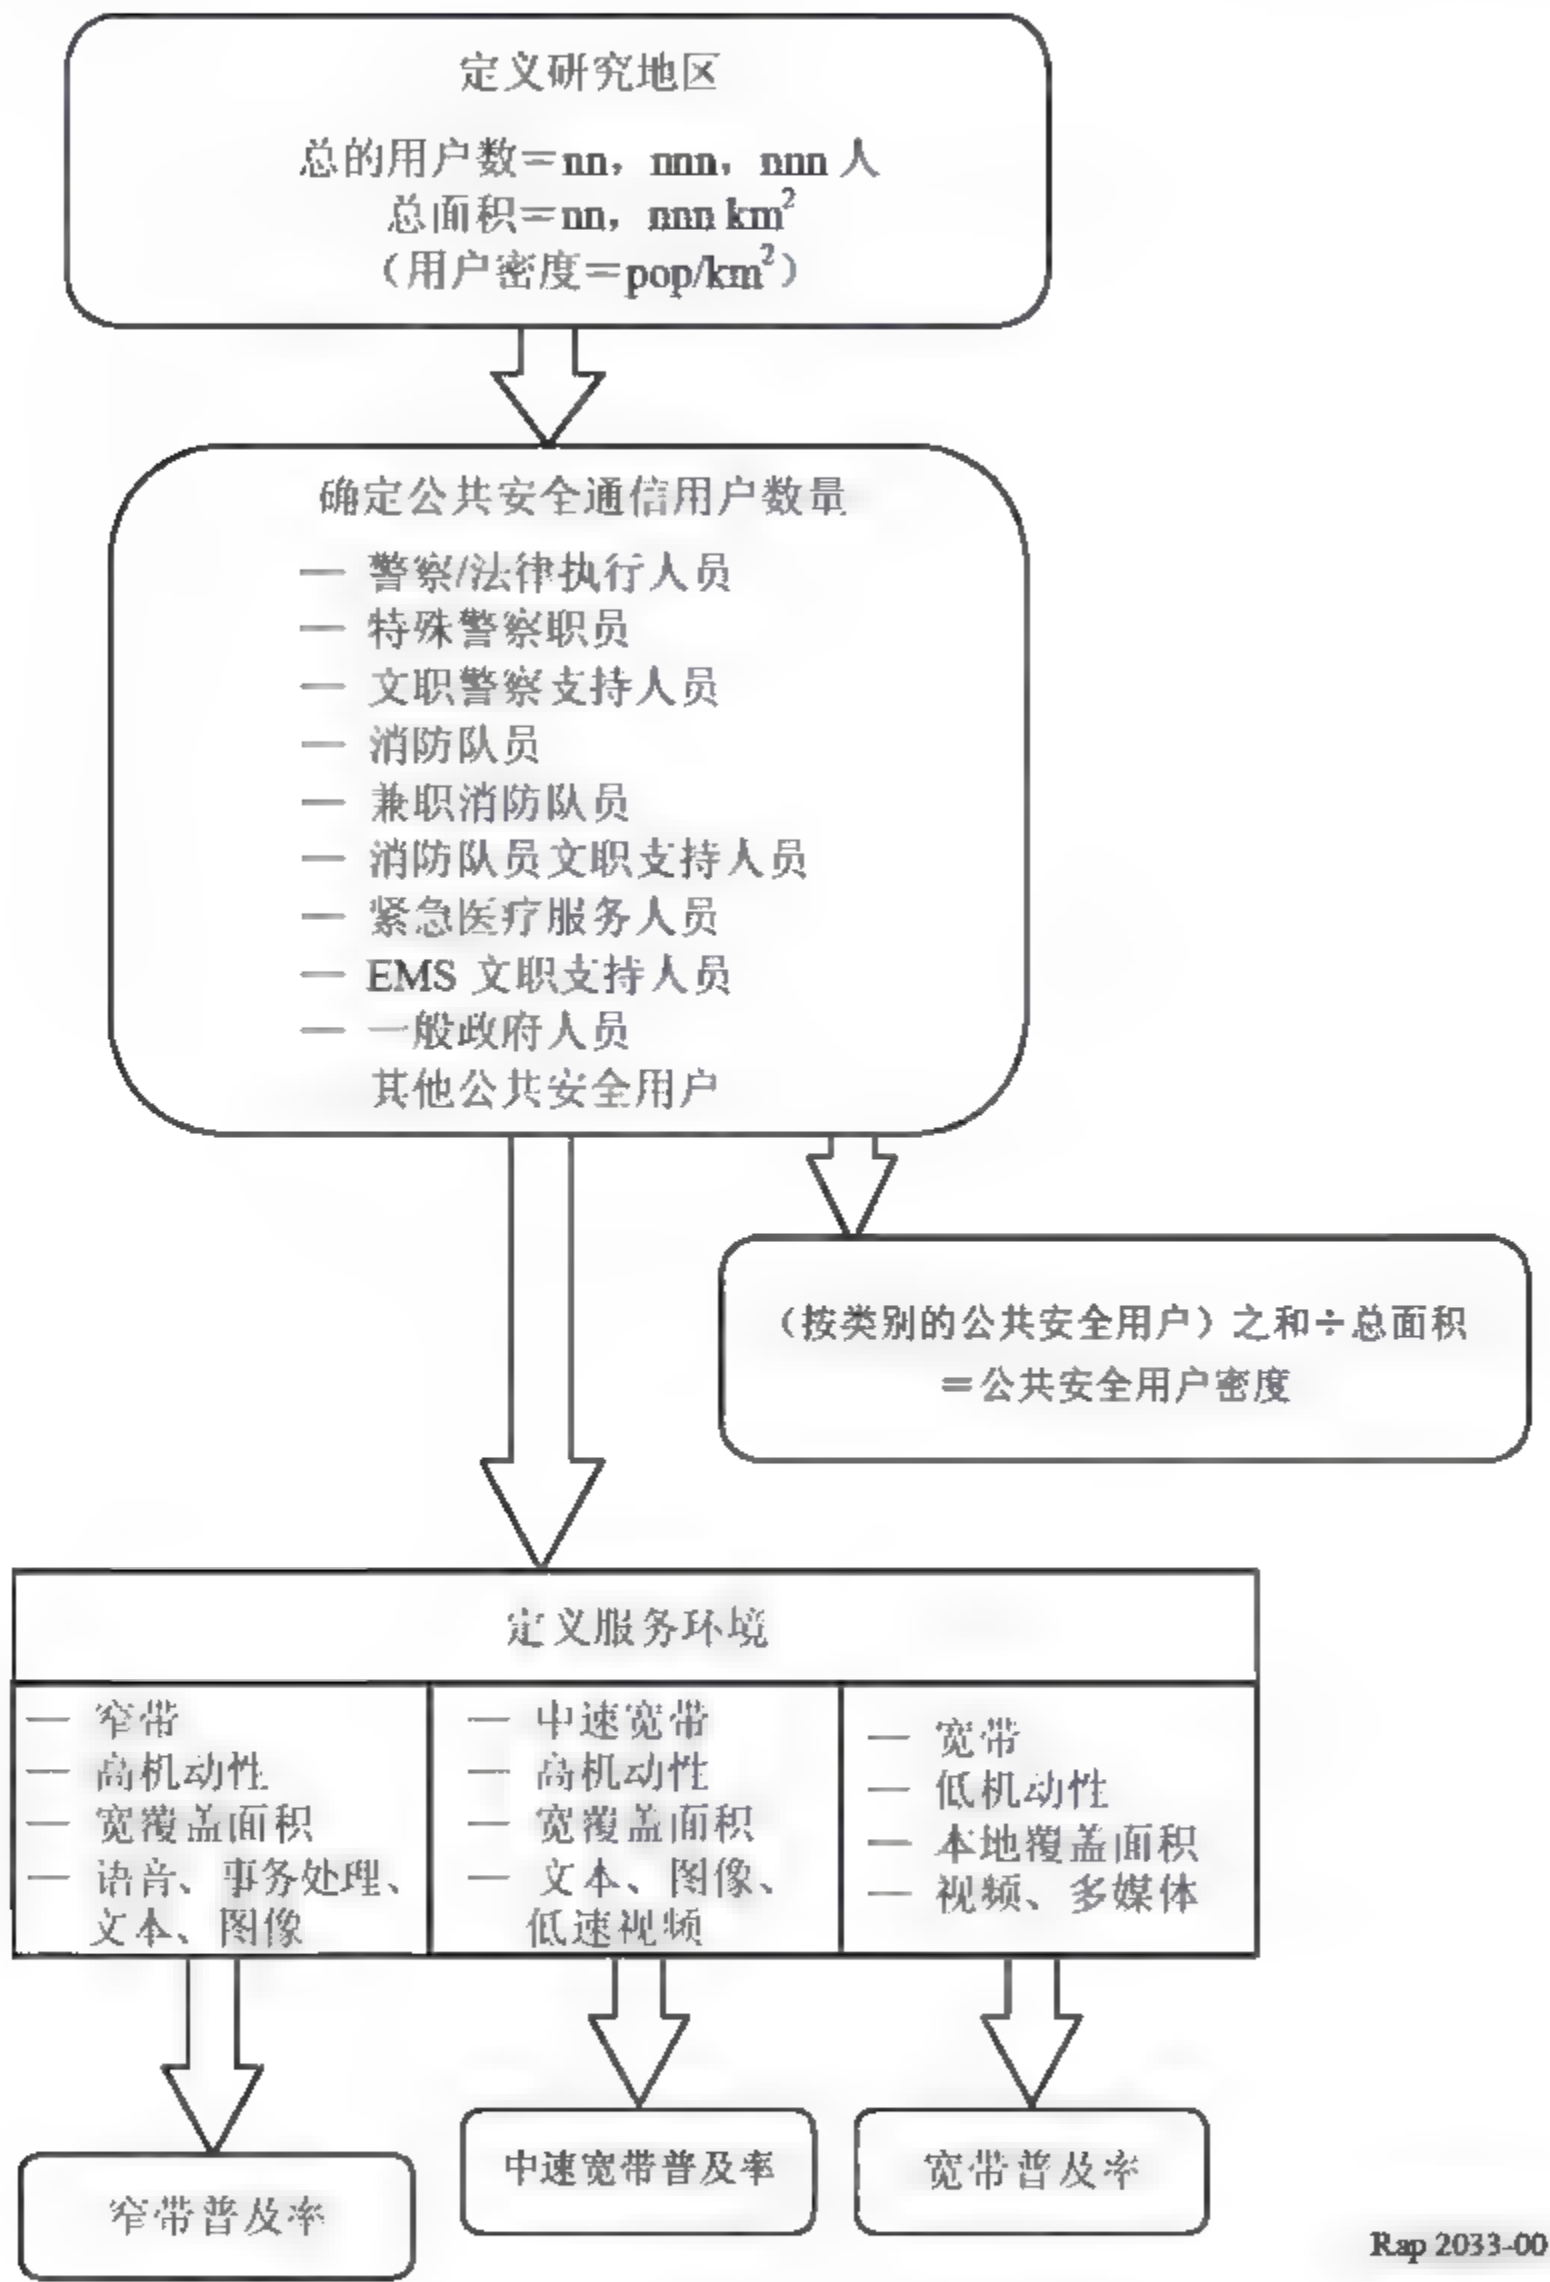 定义研究地区
总的用户数＝nn，nnn，nnn 人
总面积＝nn，nnn km²
（用户密度＝pop/km²）
确定公共安全通信用户数量
— 警察/法律执行人员
— 特殊警察职员
— 文职警察支持人员
— 消防队员
— 兼职消防队员
— 消防队员文职支持人员
— 紧急医疗服务人员
— EMS 文职支持人员
— 一般政府人员
其他公共安全用户
（按类别的公共安全用户）之和÷总面积
＝公共安全用户密度
定义服务环境
— 窄带
— 高机动性
— 宽覆盖面积
— 语音、事务处理、
文本、图像
— 中速宽带
— 高机动性
— 宽覆盖面积
— 文本、图像、
低速视频
— 宽带
— 低机动性
— 本地覆盖面积
— 视频、多媒体
窄带普及率
中速宽带普及率
宽带普及率
Rap 2033-00